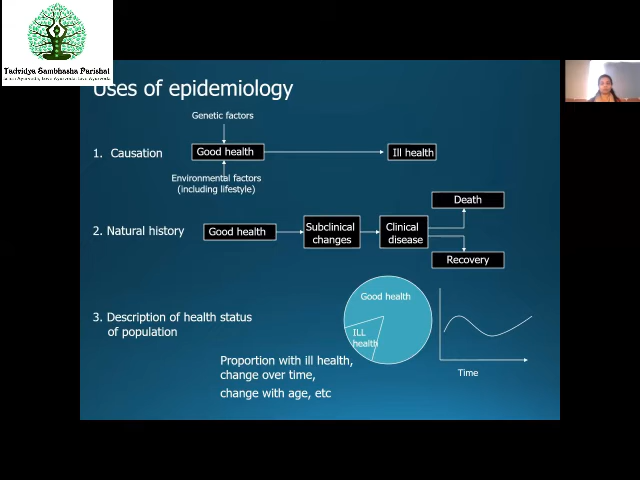 Tadvidya Sambhasha Parishat
Uses of epidemiology
Genetic factors
1. Causation
Good health
Ill health
Environmental factors
(including lifestyle)
2. Natural history
Good health
Subclinical
changes
Clinical
disease
Death
Recovery
3. Description of health status
of population
Good health
ILL
health
Time
Proportion with ill health,
change over time,
change with age, etc